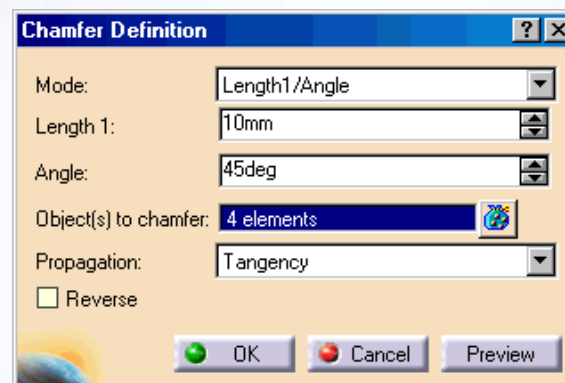 Chamfer Definition
Mode: Length1/Angle
Length 1: 10mm
Angle: 45deg
Object(s) to chamfer: 4 elements
Propagation: Tangency
Reverse
OK Cancel Preview